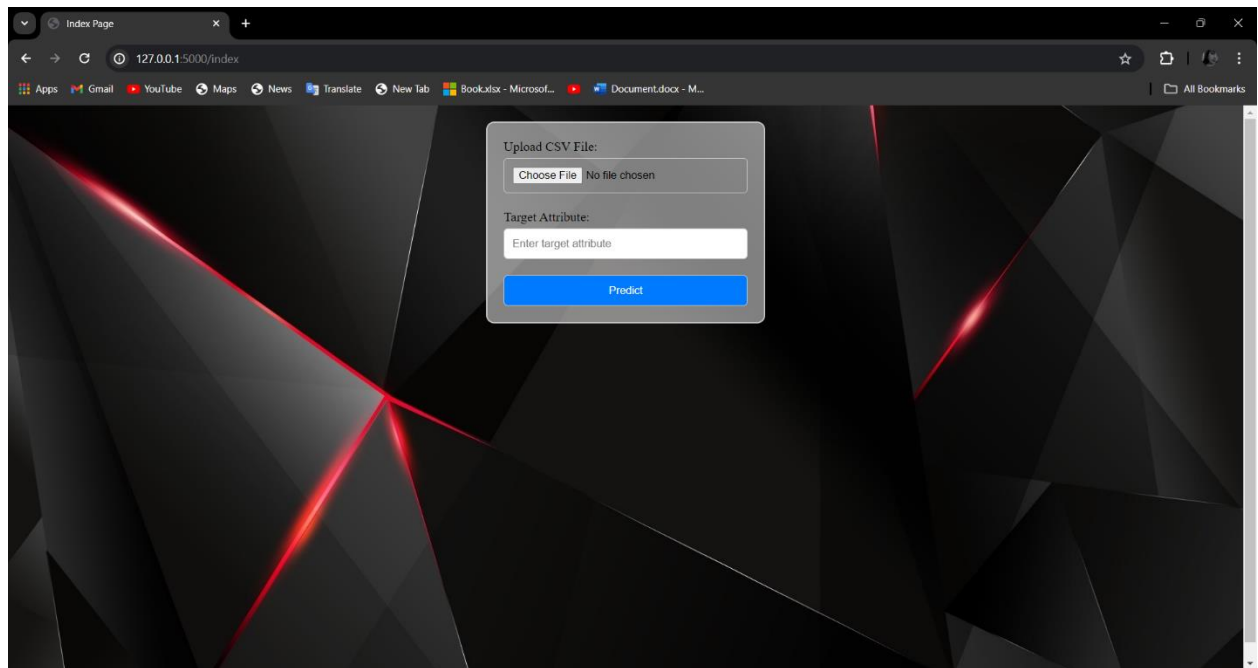 Index Page
127.0.0.1:5000/index
Apps Gmail YouTube Maps News Translate New Tab Book.xlsx - Microsof... Document.docx - M... All Bookmarks
Upload CSV File:
Choose File No file chosen
Target Attribute:
Enter target attribute
Predict